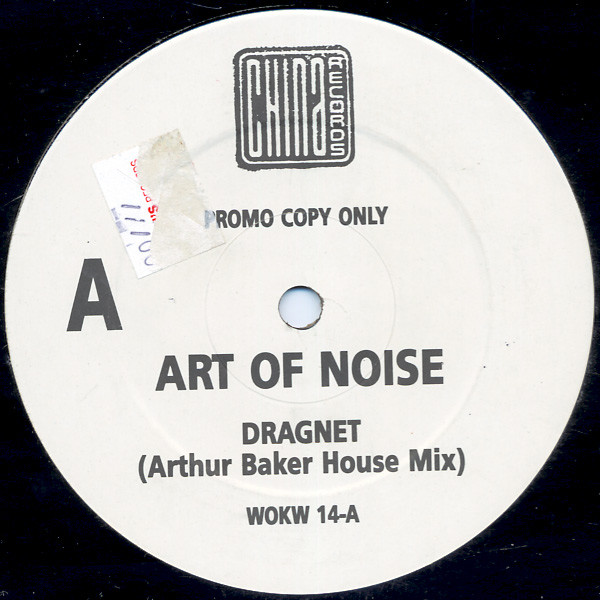 CHINA
RECORDS
PROMO COPY ONLY
A
ART OF NOISE
DRAGNET
(Arthur Baker House Mix)
WOKW 14-A